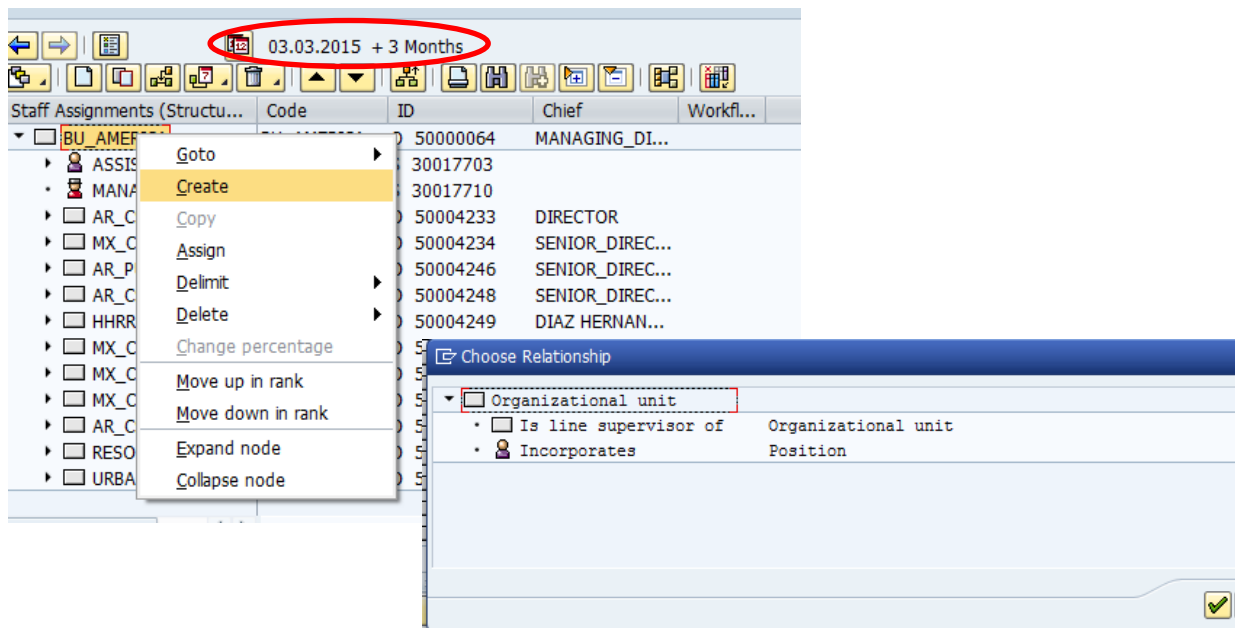 03.03.2015 + 3 Months
Staff Assignments (Structu... Code ID Chief Workfl...
50000064 MANAGING_DI...
ASSIS 30017703
MANA 30017710
AR_C 50004233 DIRECTOR
MX_C 50004234 SENIOR_DIREC...
AR_P 50004246 SENIOR_DIREC...
AR_C 50004248 SENIOR_DIREC...
HHRR 50004249 DIAZ HERNAN...
MX_C
MX_C
MX_C
AR_C
RESO
URBA
Goto
Create
Copy
Assign
Delimit
Delete
Change percentage
Move up in rank
Move down in rank
Expand node
Collapse node
Choose Relationship
Organizational unit
Is line supervisor of Organizational unit
Incorporates Position